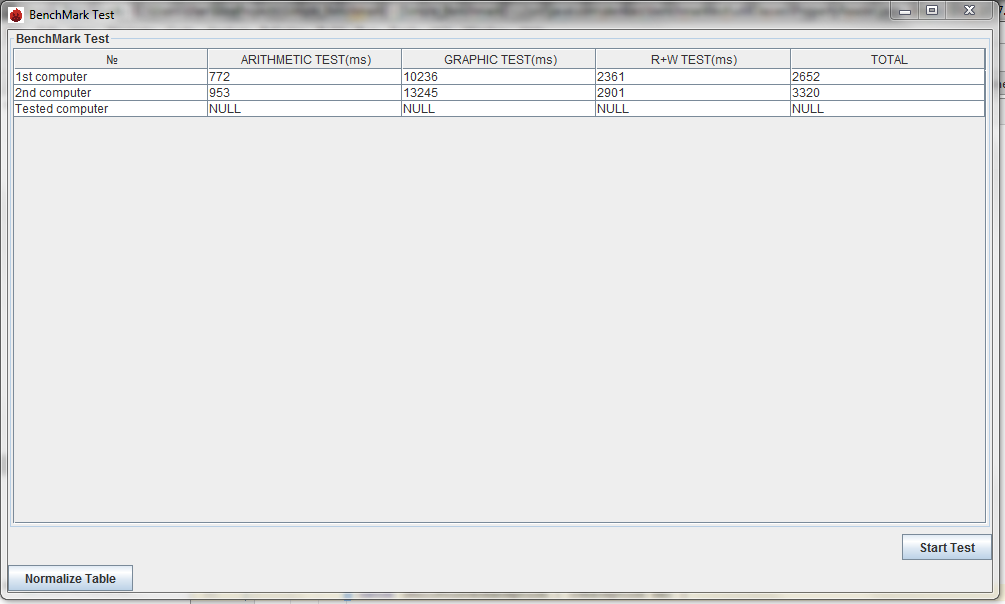 BenchMark Test
BenchMark Test
№ ARITHMETIC TEST(ms) GRAPHIC TEST(ms) R+W TEST(ms) TOTAL
1st computer 772 10236 2361 2652
2nd computer 953 13245 2901 3320
Tested computer NULL NULL NULL NULL
Start Test
Normalize Table